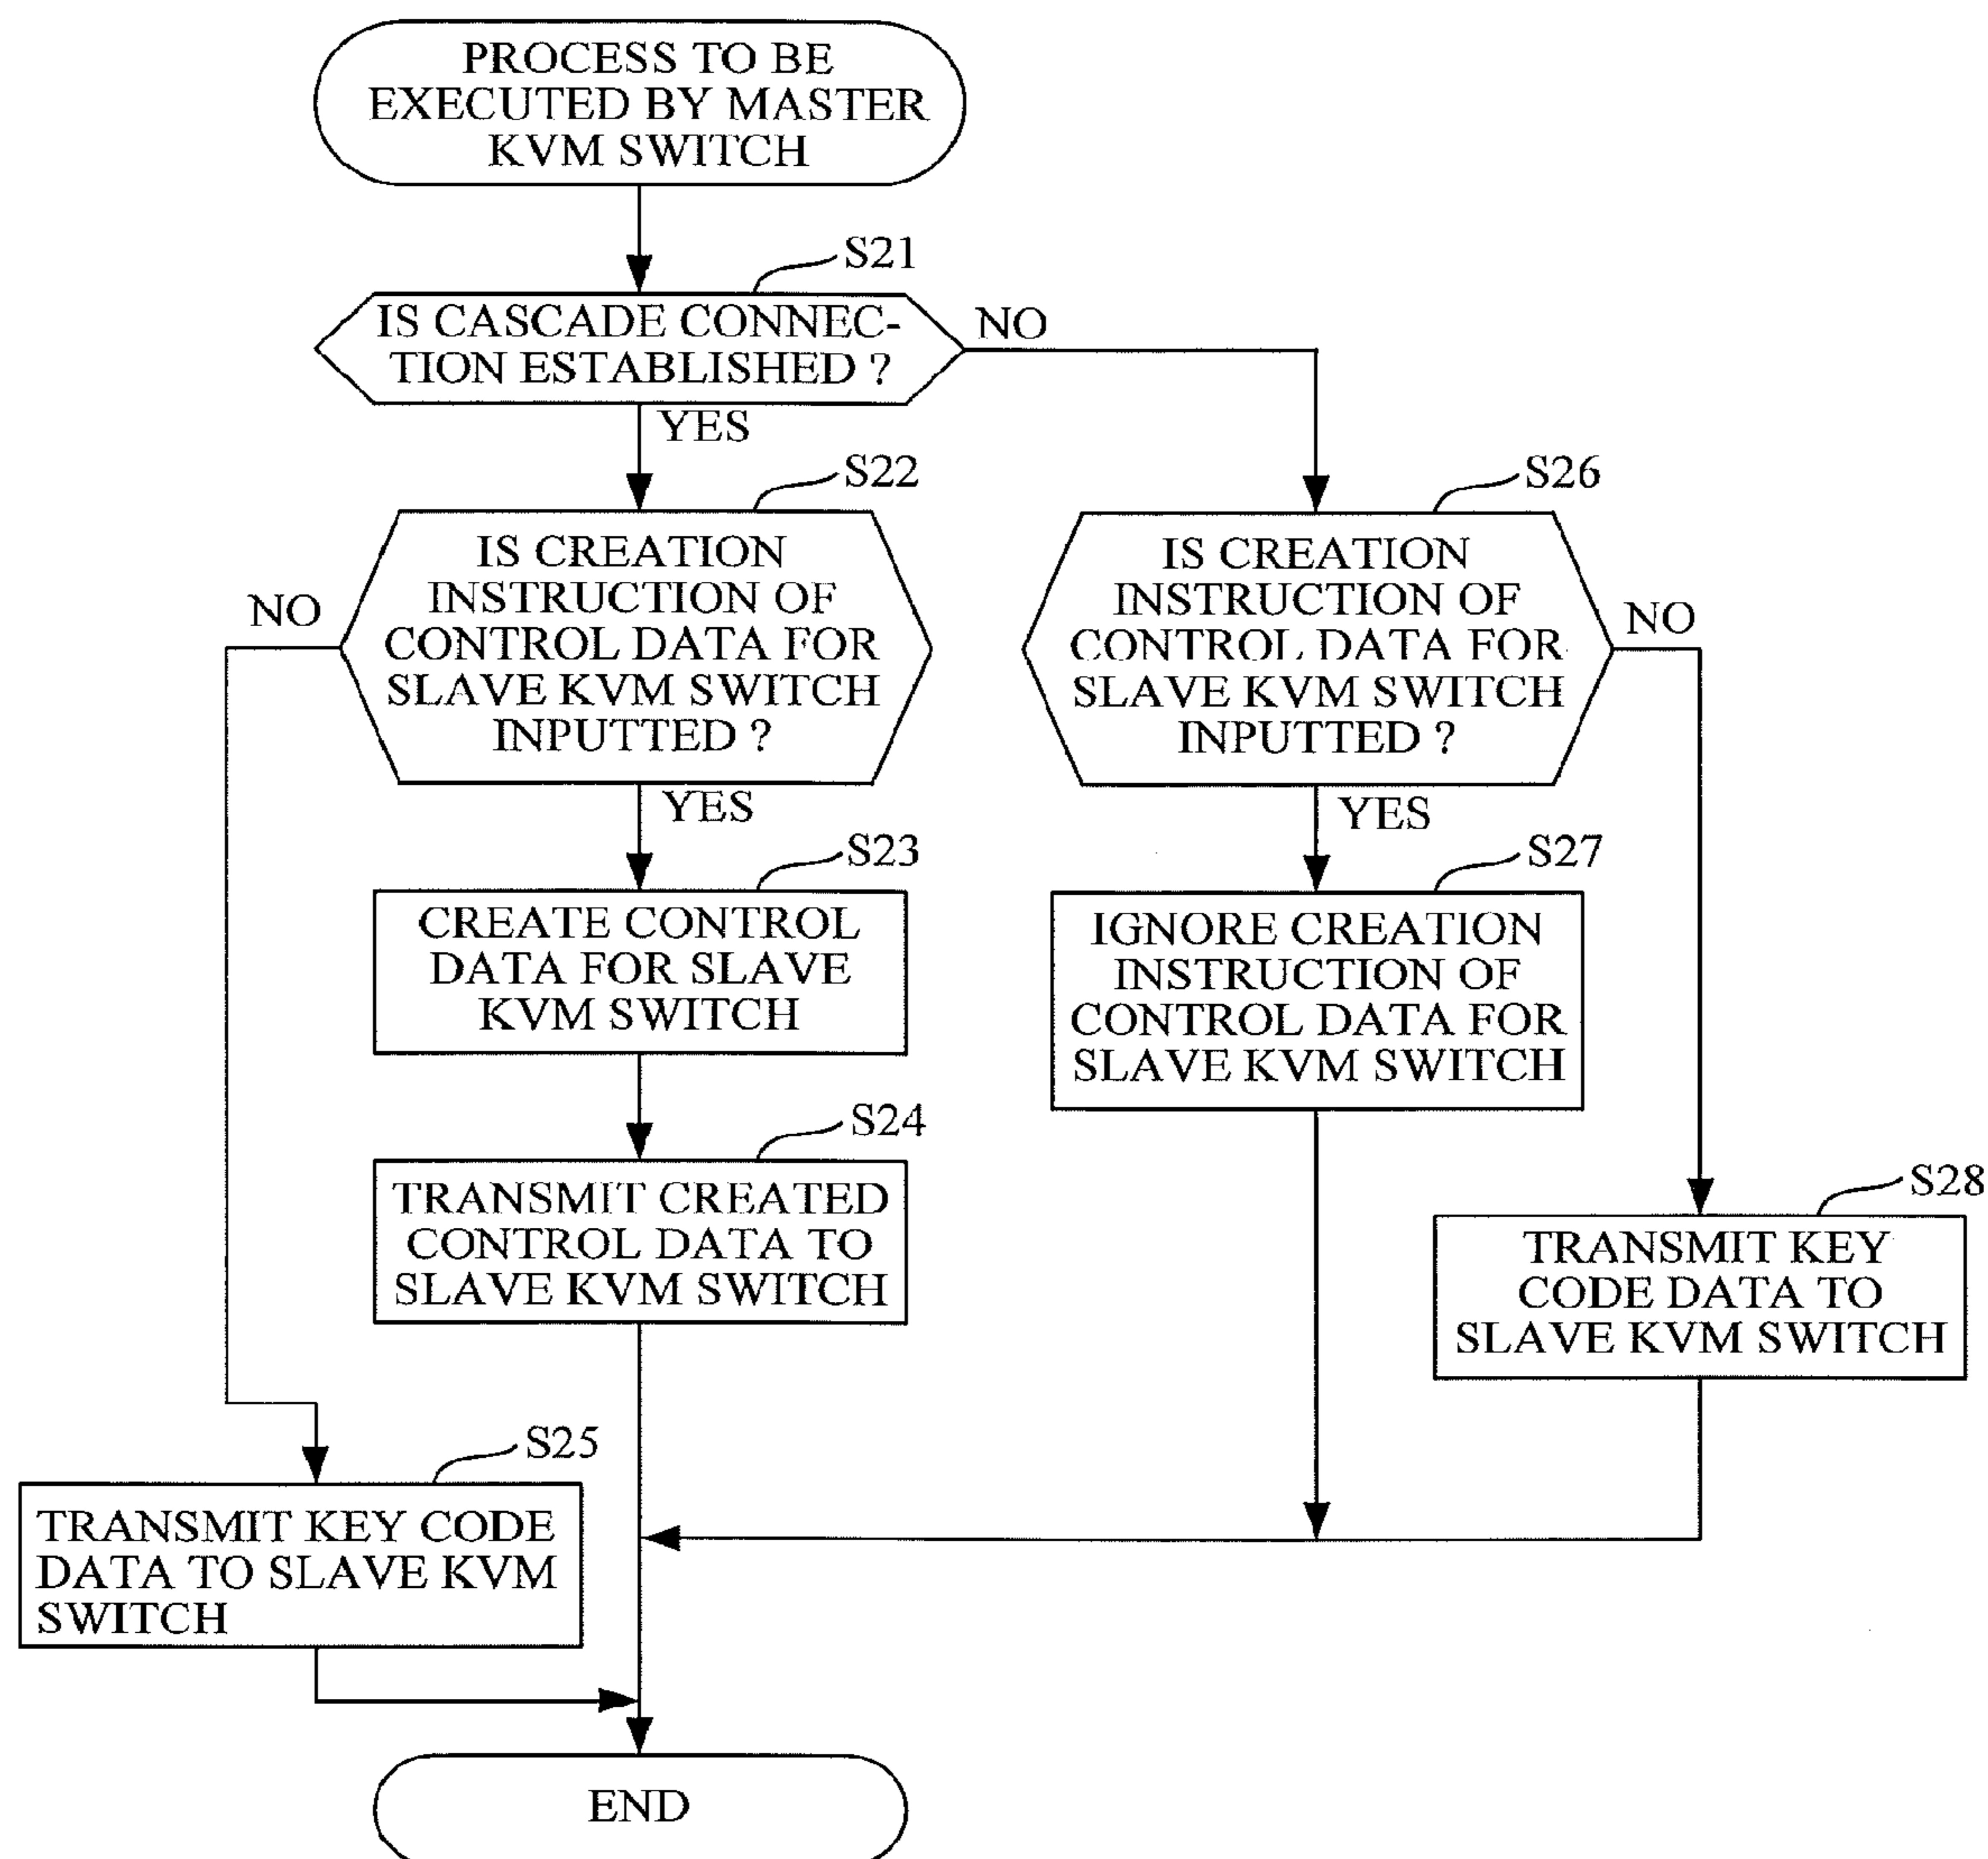 PROCESS TO BE
EXECUTED BY MASTER
KVM SWITCH
S21
IS CASCADE CONNEC-
TION ESTABLISHED ?
NO
YES
S22
IS CREATION
INSTRUCTION OF
CONTROL DATA FOR
SLAVE KVM SWITCH
INPUTTED ?
NO
YES
S26
IS CREATION
INSTRUCTION OF
CONTROL DATA FOR
SLAVE KVM SWITCH
INPUTTED ?
NO
YES
S23
CREATE CONTROL
DATA FOR SLAVE
KVM SWITCH
S27
IGNORE CREATION
INSTRUCTION OF
CONTROL DATA FOR
SLAVE KVM SWITCH
S24
TRANSMIT CREATED
CONTROL DATA TO
SLAVE KVM SWITCH
S28
TRANSMIT KEY
CODE DATA TO
SLAVE KVM SWITCH
S25
TRANSMIT KEY CODE
DATA TO SLAVE KVM
SWITCH
END